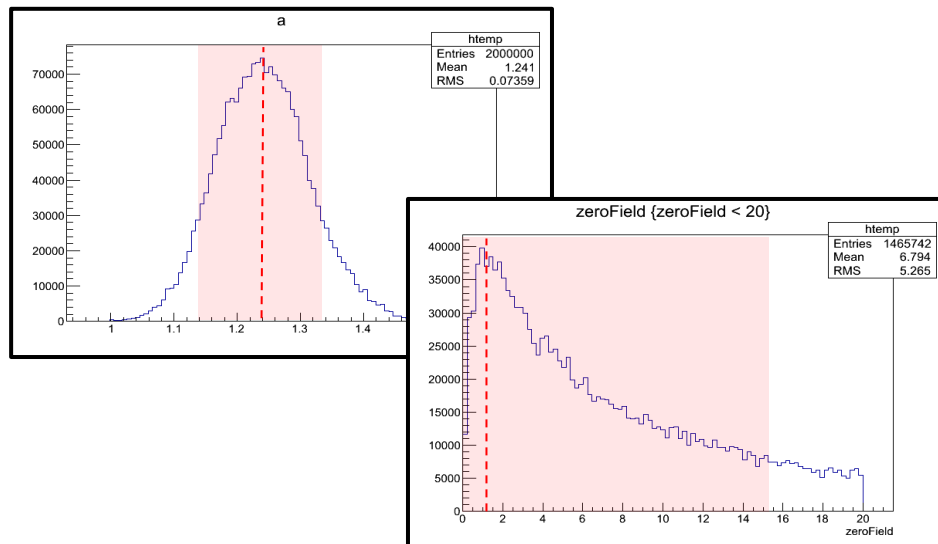 a
htemp
Entries 2000000
Mean 1.241
RMS 0.07359
70000
60000
50000
40000
30000
20000
10000
0
1 1.1 1.2 1.3 1.4
zeroField {zeroField < 20}
htemp
Entries 1465742
Mean 6.794
RMS 5.265
40000
35000
30000
25000
20000
15000
10000
5000
0
0 2 4 6 8 10 12 14 16 18 20
zeroField